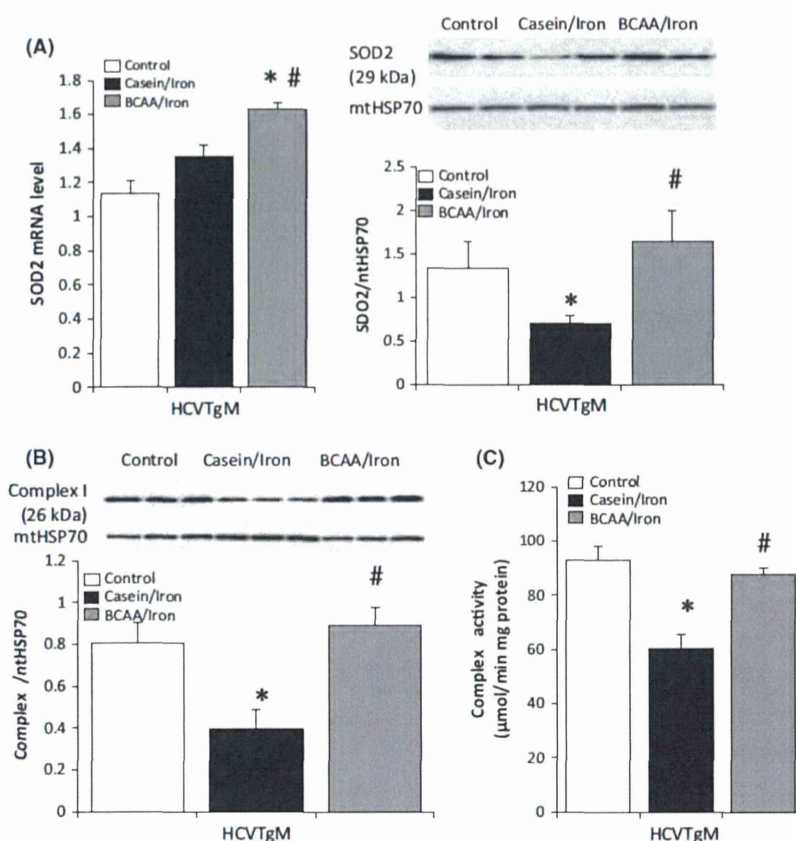 (A)
Control
Casein/Iron
BCAA/Iron
* #
1.8
1.6
1.4
1.2
1
0.8
0.6
0.4
0.2
0
SOD2 mRNA level
HCVTgM
Control Casein/Iron BCAA/Iron
SOD2
(29 kDa)
mtHSP70
Control
Casein/Iron
BCAA/Iron
#
*
2.5
2
1.5
1
0.5
0
SDO2/ntHSP70
HCVTgM
(B)
Control Casein/Iron BCAA/Iron
Complex I
(26 kDa)
mtHSP70
Control
Casein/Iron
BCAA/Iron
#
*
1.2
1
0.8
0.6
0.4
0.2
0
Complex /ntHSP70
HCVTgM
(C)
Control
Casein/Iron
BCAA/Iron
#
*
120
100
80
60
40
20
0
Complex activity
(µmol/min mg protein)
HCVTgM